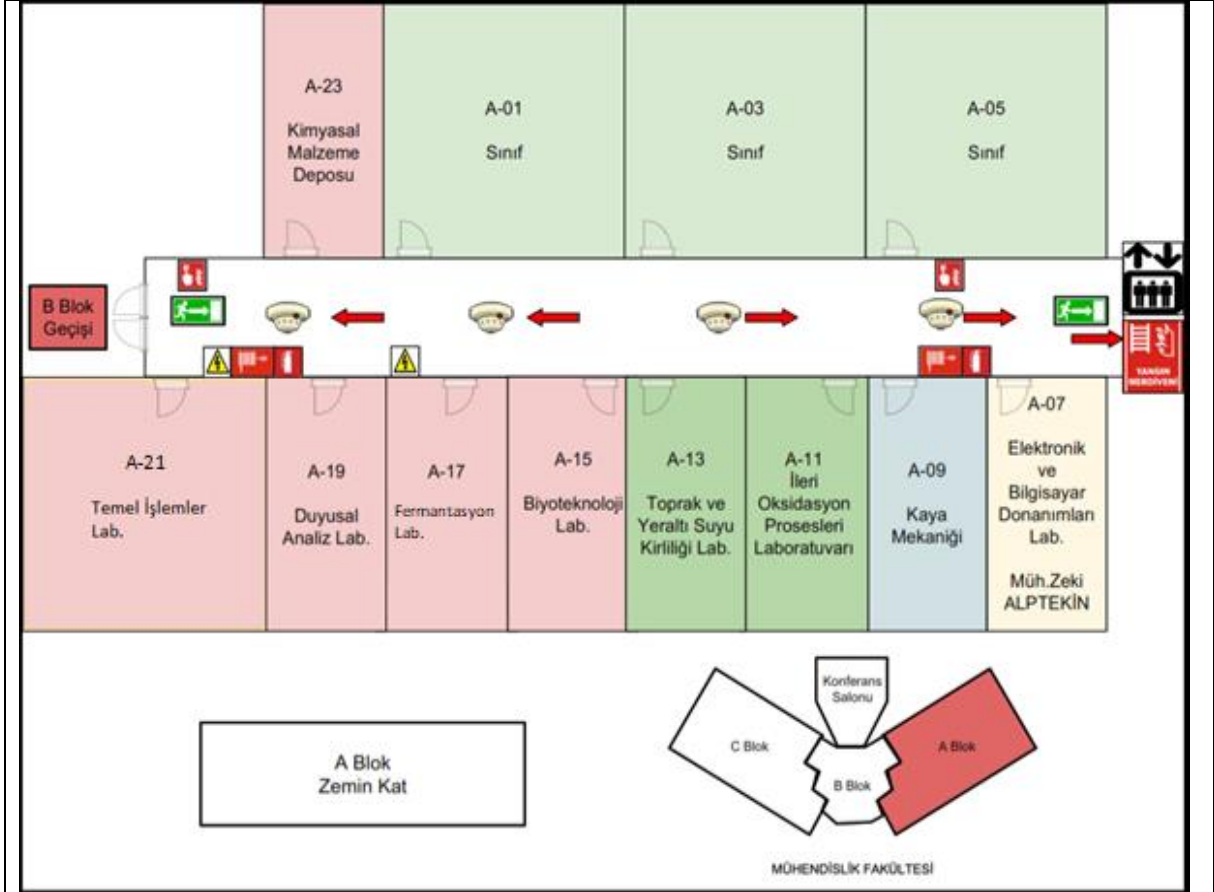 A-23
Kimyasal
Malzeme
Deposu
A-01
Sınıf
A-03
Sınıf
A-05
Sınıf
B Blok
Geçişi
YANGIN
MERDİVENİ
A-21
Temel İşlemler
Lab.
A-19
Duyusal
Analiz Lab.
A-17
Fermantasyon
Lab.
A-15
Biyoteknoloji
Lab.
A-13
Toprak ve
Yeraltı Suyu
Kirliliği Lab.
A-11
İleri
Oksidasyon
Prosesleri
Laboratuvarı
A-09
Kaya
Mekaniği
A-07
Elektronik
ve
Bilgisayar
Donanımları
Lab.
Müh.Zeki
ALPTEKİN
A Blok
Zemin Kat
Konferans
Salonu
C Blok
B Blok
A Blok
MÜHENDİSLİK FAKÜLTESİ